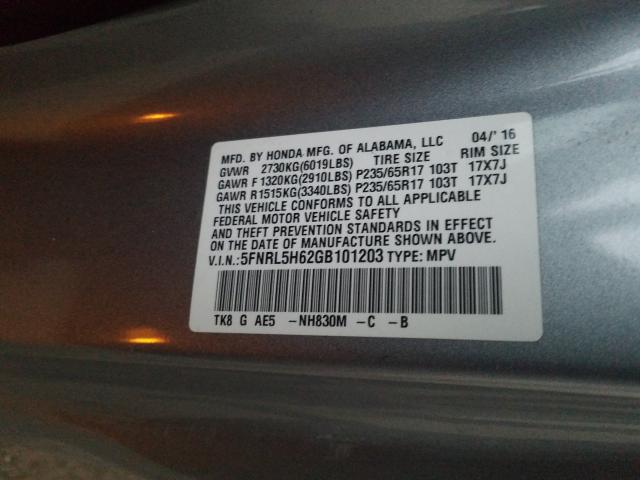 MFD. BY HONDA MFG. OF ALABAMA, LLC 04/'16
GVWR 2730KG(6019LBS) TIRE SIZE RIM SIZE
GAWR F1320KG(2910LBS) P235/65R17 103T 17X7J
GAWR R1515KG(3340LBS) P235/65R17 103T 17X7J
THIS VEHICLE CONFORMS TO ALL APPLICABLE
FEDERAL MOTOR VEHICLE SAFETY
AND THEFT PREVENTION STANDARDS IN EFFECT
ON THE DATE OF MANUFACTURE SHOWN ABOVE.
V.I.N.:5FNRL5H62GB101203 TYPE: MPV
TK8 G AE5 -NH830M -C -B